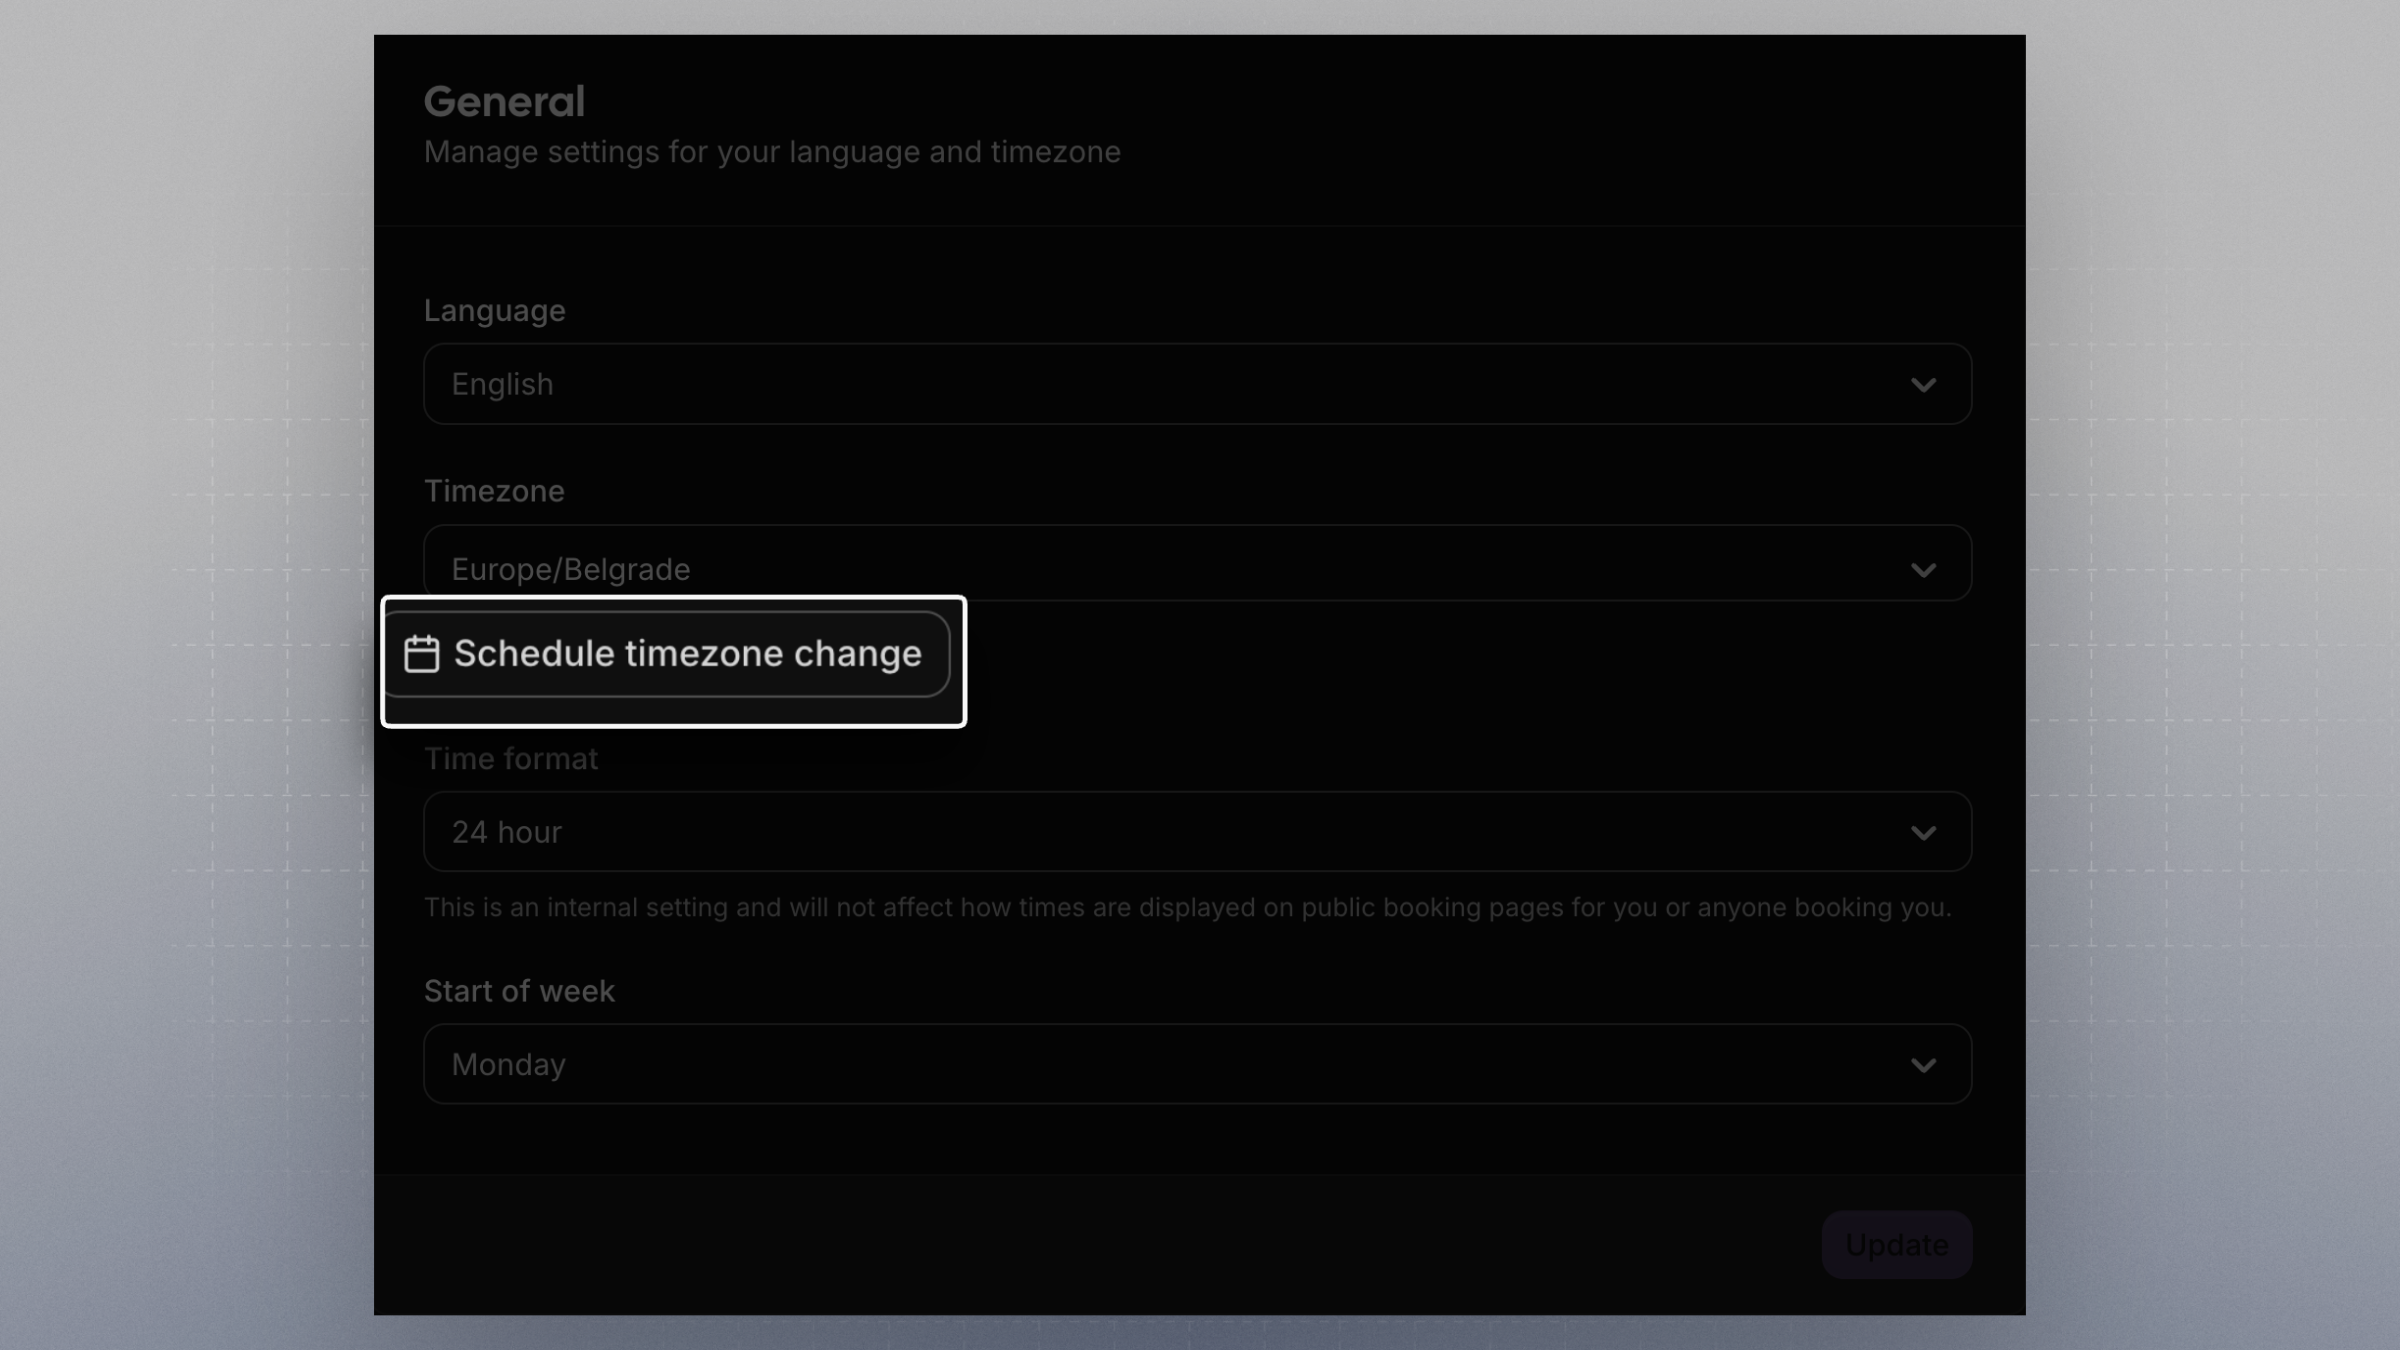 General
Manage settings for your language and timezone
Language
English
Timezone
Europe/Belgrade
Schedule timezone change
Time format
24 hour
This is an internal setting and will not affect how times are displayed on public booking pages for you or anyone booking you.
Start of week
Monday
Update